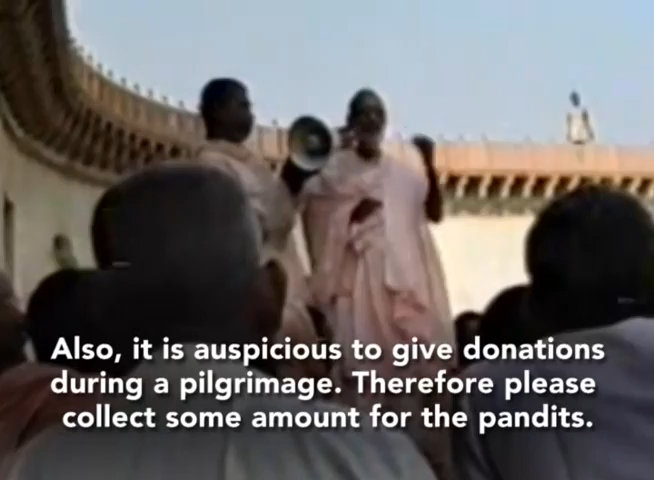 Also, it is auspicious to give donations
during a pilgrimage. Therefore please
collect some amount for the pandits.